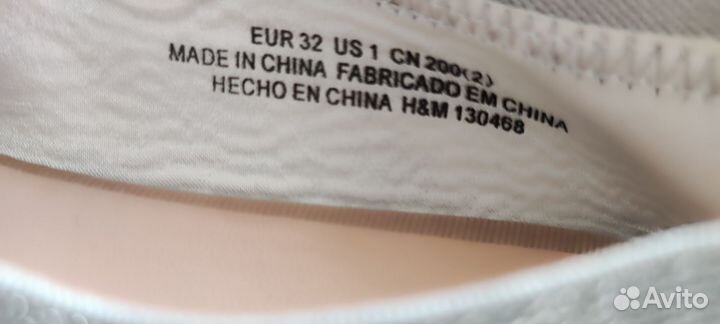 EUR 32 US 1 CN 200(2)
MADE IN CHINA FABRICADO EM CHINA
HECHO EN CHINA H&M 130468
Avito